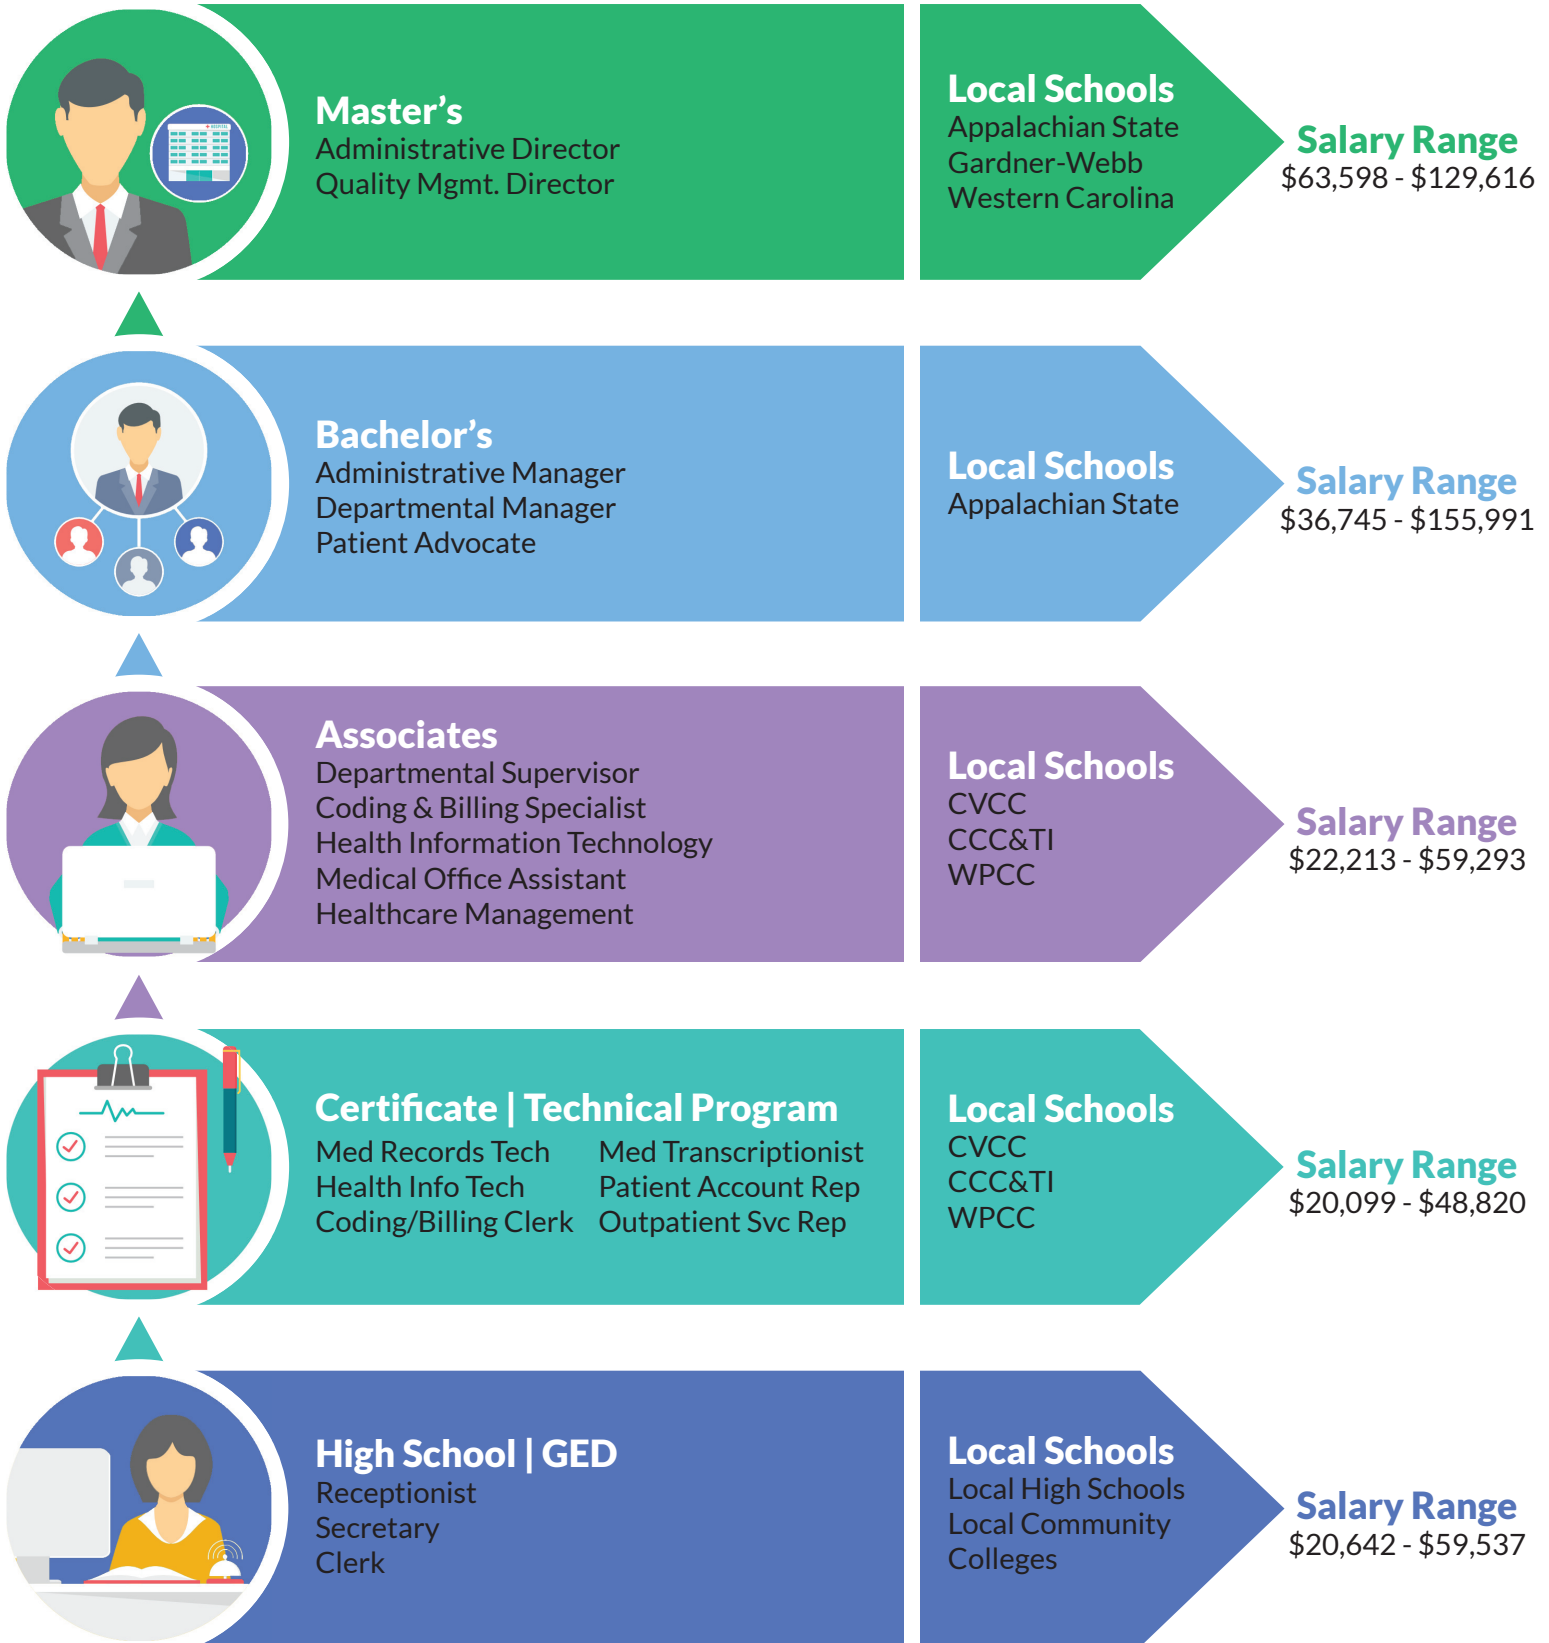 Master’s
Administrative Director
Quality Mgmt. Director
Local Schools
Appalachian State
Gardner-Webb
Western Carolina
Salary Range
$63,598 - $129,616
Bachelor’s
Administrative Manager
Departmental Manager
Patient Advocate
Local Schools
Appalachian State
Salary Range
$36,745 - $155,991
Associates
Departmental Supervisor
Coding & Billing Specialist
Health Information Technology
Medical Office Assistant
Healthcare Management
Local Schools
CVCC
CCC&TI
WPCC
Salary Range
$22,213 - $59,293
Certificate | Technical Program
Med Records Tech Med Transcriptionist
Health Info Tech Patient Account Rep
Coding/Billing Clerk Outpatient Svc Rep
Local Schools
CVCC
CCC&TI
WPCC
Salary Range
$20,099 - $48,820
High School | GED
Receptionist
Secretary
Clerk
Local Schools
Local High Schools
Local Community
Colleges
Salary Range
$20,642 - $59,537